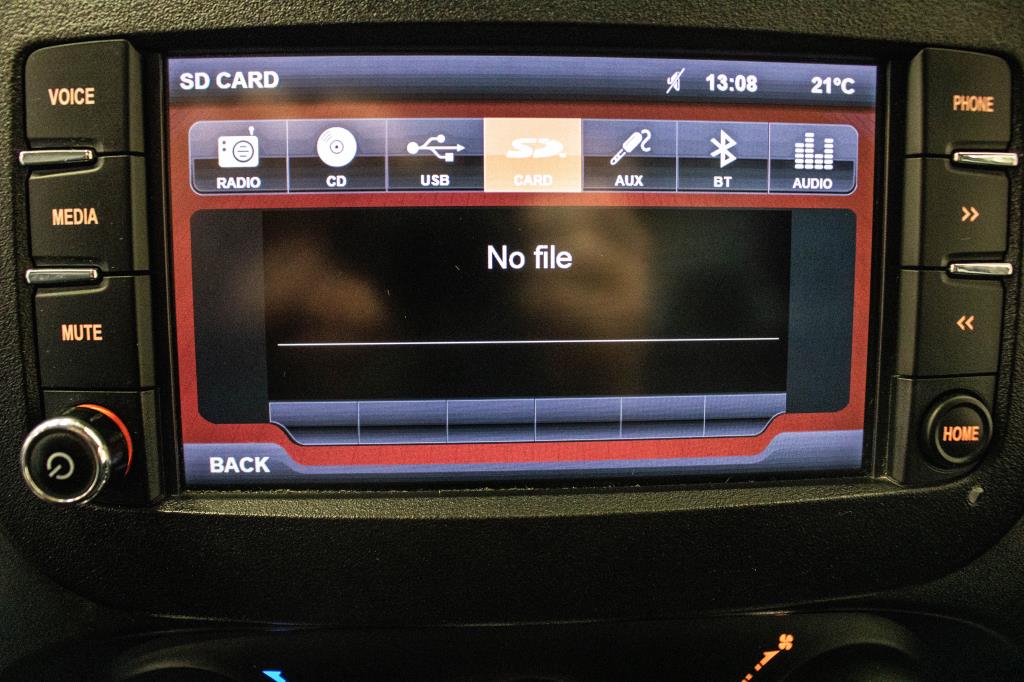 VOICE
MEDIA
MUTE
SD CARD
13:08
21°C
RADIO
CD
USB
SD
CARD
AUX
BT
AUDIO
No file
BACK
PHONE
>>
<<
HOME